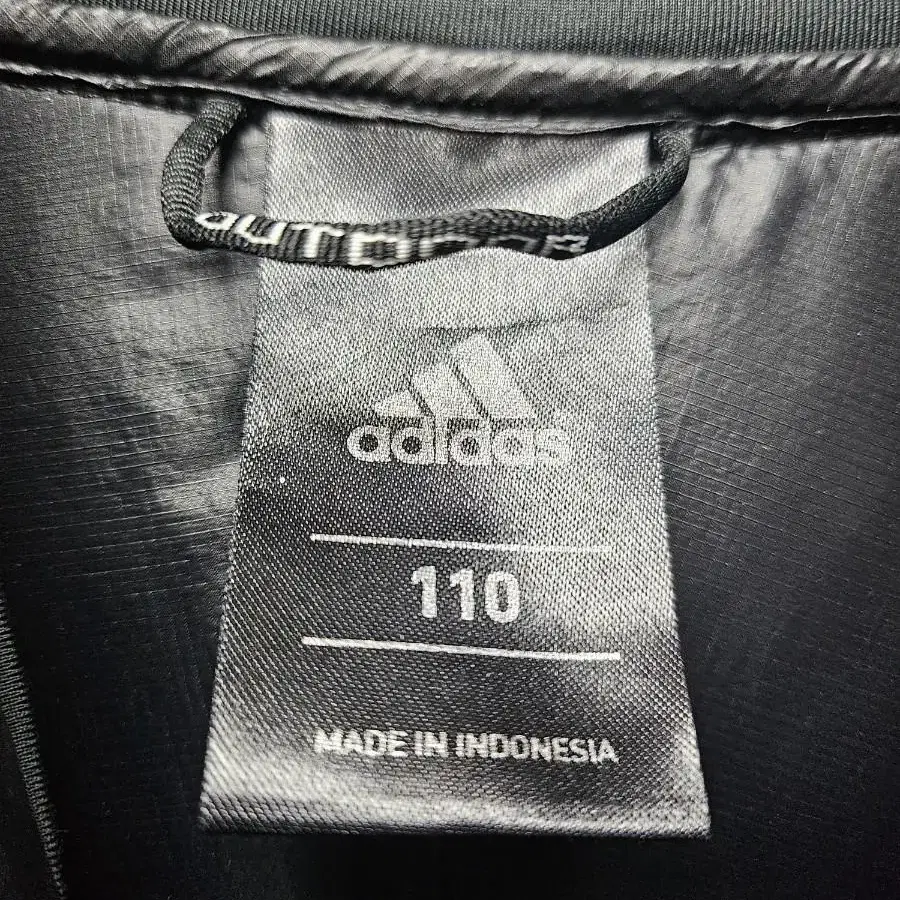 OUTDOOR
adidas
110
MADE IN INDONESIA